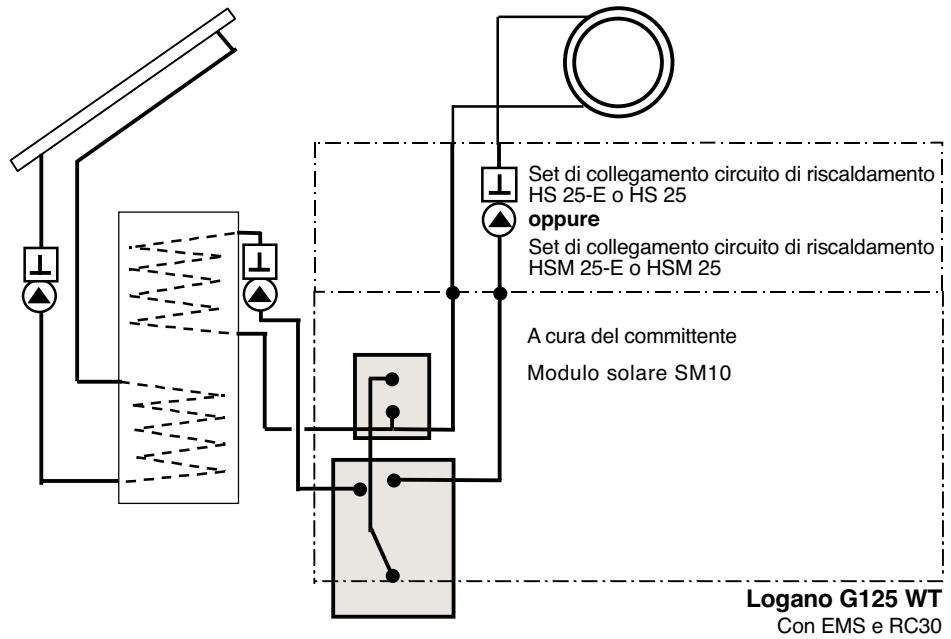 Set di collegamento circuito di riscaldamento
HS 25-E o HS 25
oppure
Set di collegamento circuito di riscaldamento
HSM 25-E o HSM 25
A cura del committente
Modulo solare SM10
Logano G125 WT
Con EMS e RC30